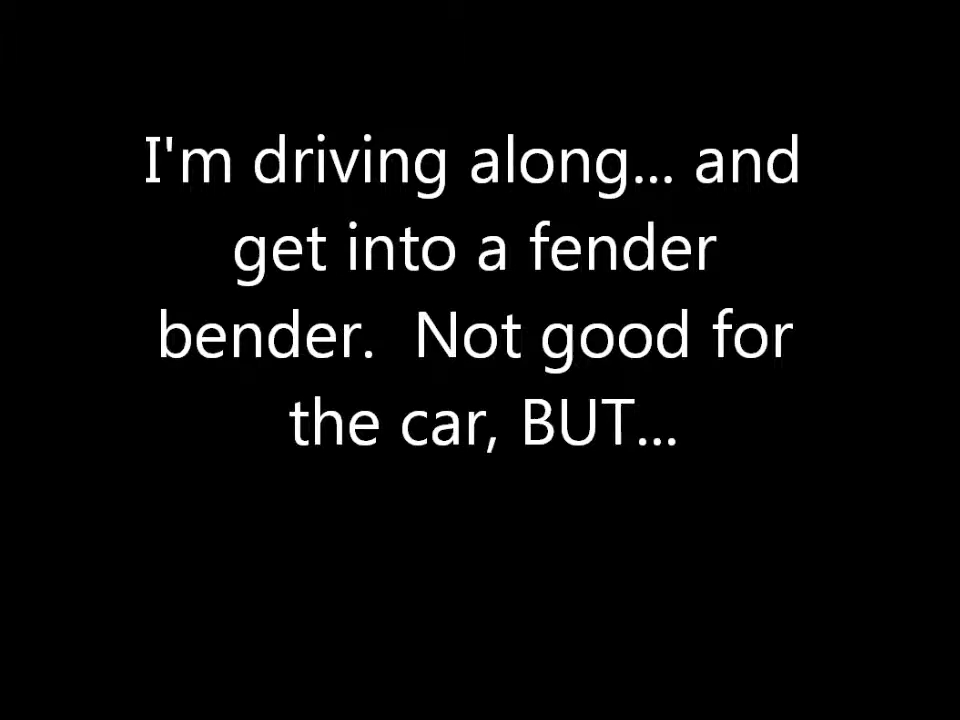 I'm driving along... and
get into a fender
bender.  Not good for
the car, BUT...